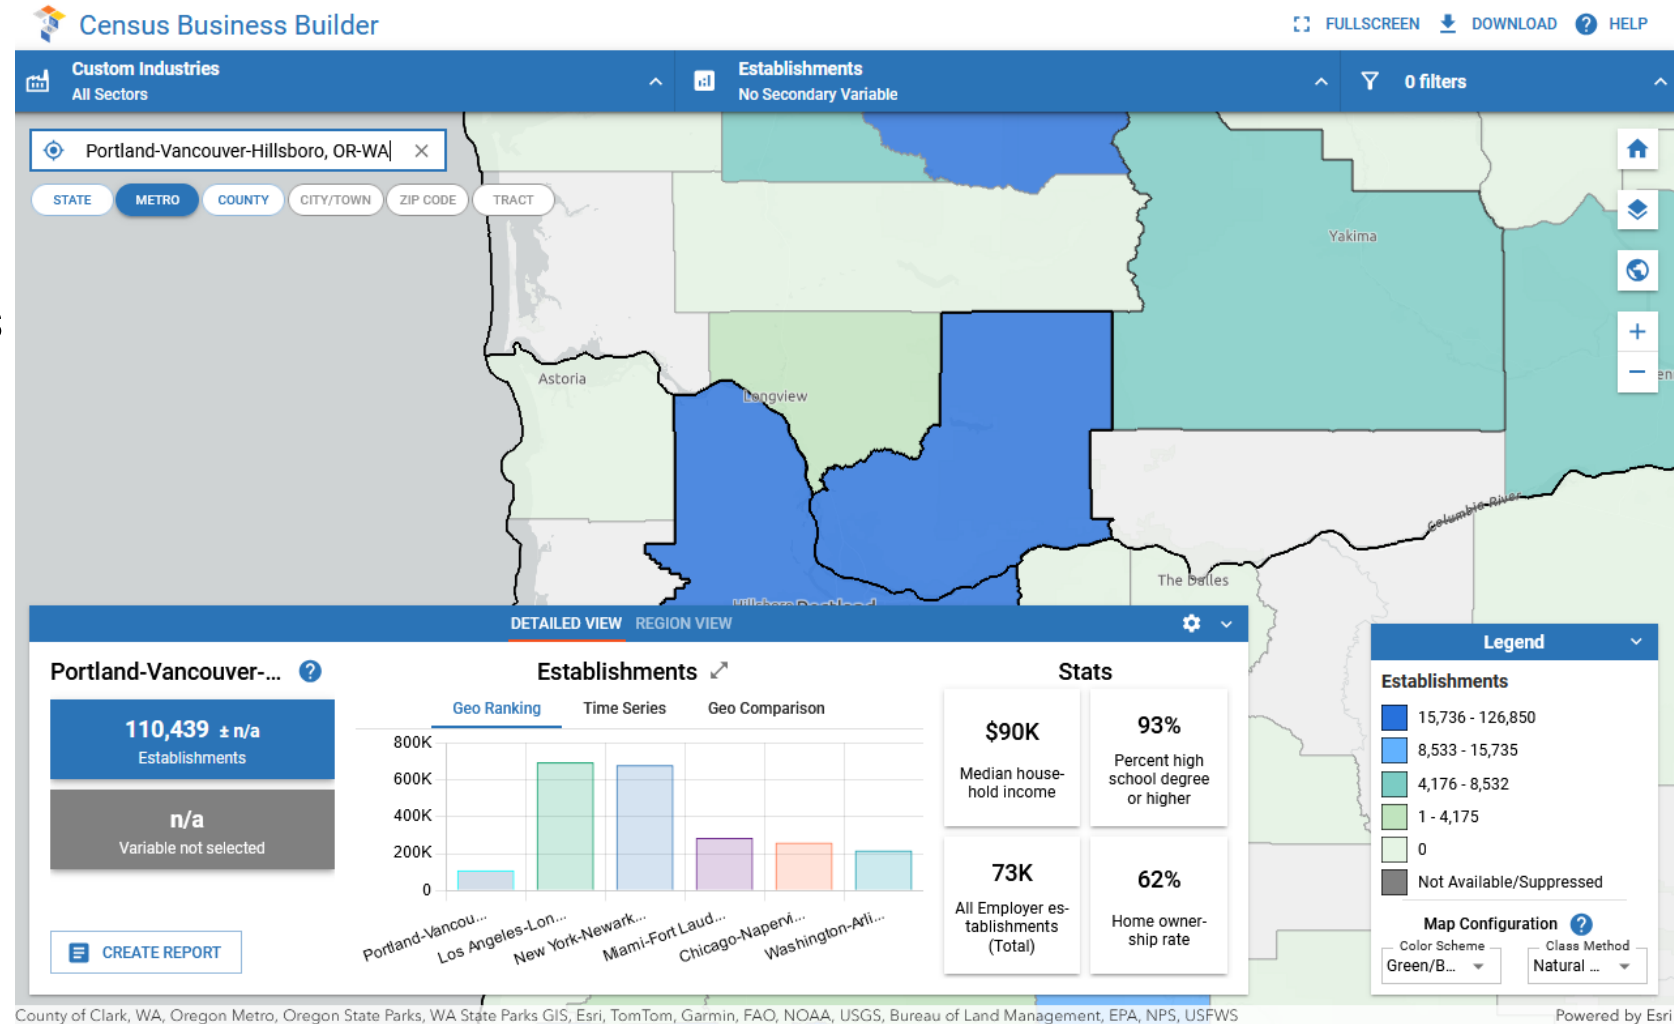 Census Business Builder
FULLSCREEN
DOWNLOAD
HELP
Custom Industries
All Sectors
Establishments
No Secondary Variable
0 filters
Portland-Vancouver-Hillsboro, OR-WA
STATE
METRO
COUNTY
CITY/TOWN
ZIP CODE
TRACT
Yakima
Astoria
Longview
Columbia River
The Dalles
Hillsboro
Portland
DETAILED VIEW
REGION VIEW
Portland-Vancouver-...
110,439 ± n/a
Establishments
n/a
Variable not selected
CREATE REPORT
Establishments
Geo Ranking
Time Series
Geo Comparison
800K
600K
400K
200K
0
Portland-Vancou...
Los Angeles-Lon...
New York-Newark...
Miami-Fort Laud...
Chicago-Napervi...
Washington-Arli...
Stats
$90K
Median house-
hold income
93%
Percent high
school degree
or higher
73K
All Employer es-
tablishments
(Total)
62%
Home owner-
ship rate
Legend
Establishments
15,736 - 126,850
8,533 - 15,735
4,176 - 8,532
1 - 4,175
0
Not Available/Suppressed
Map Configuration
Color Scheme
Green/B...
Class Method
Natural ...
County of Clark, WA, Oregon Metro, Oregon State Parks, WA State Parks GIS, Esri, TomTom, Garmin, FAO, NOAA, USGS, Bureau of Land Management, EPA, NPS, USFWS
Powered by Esri